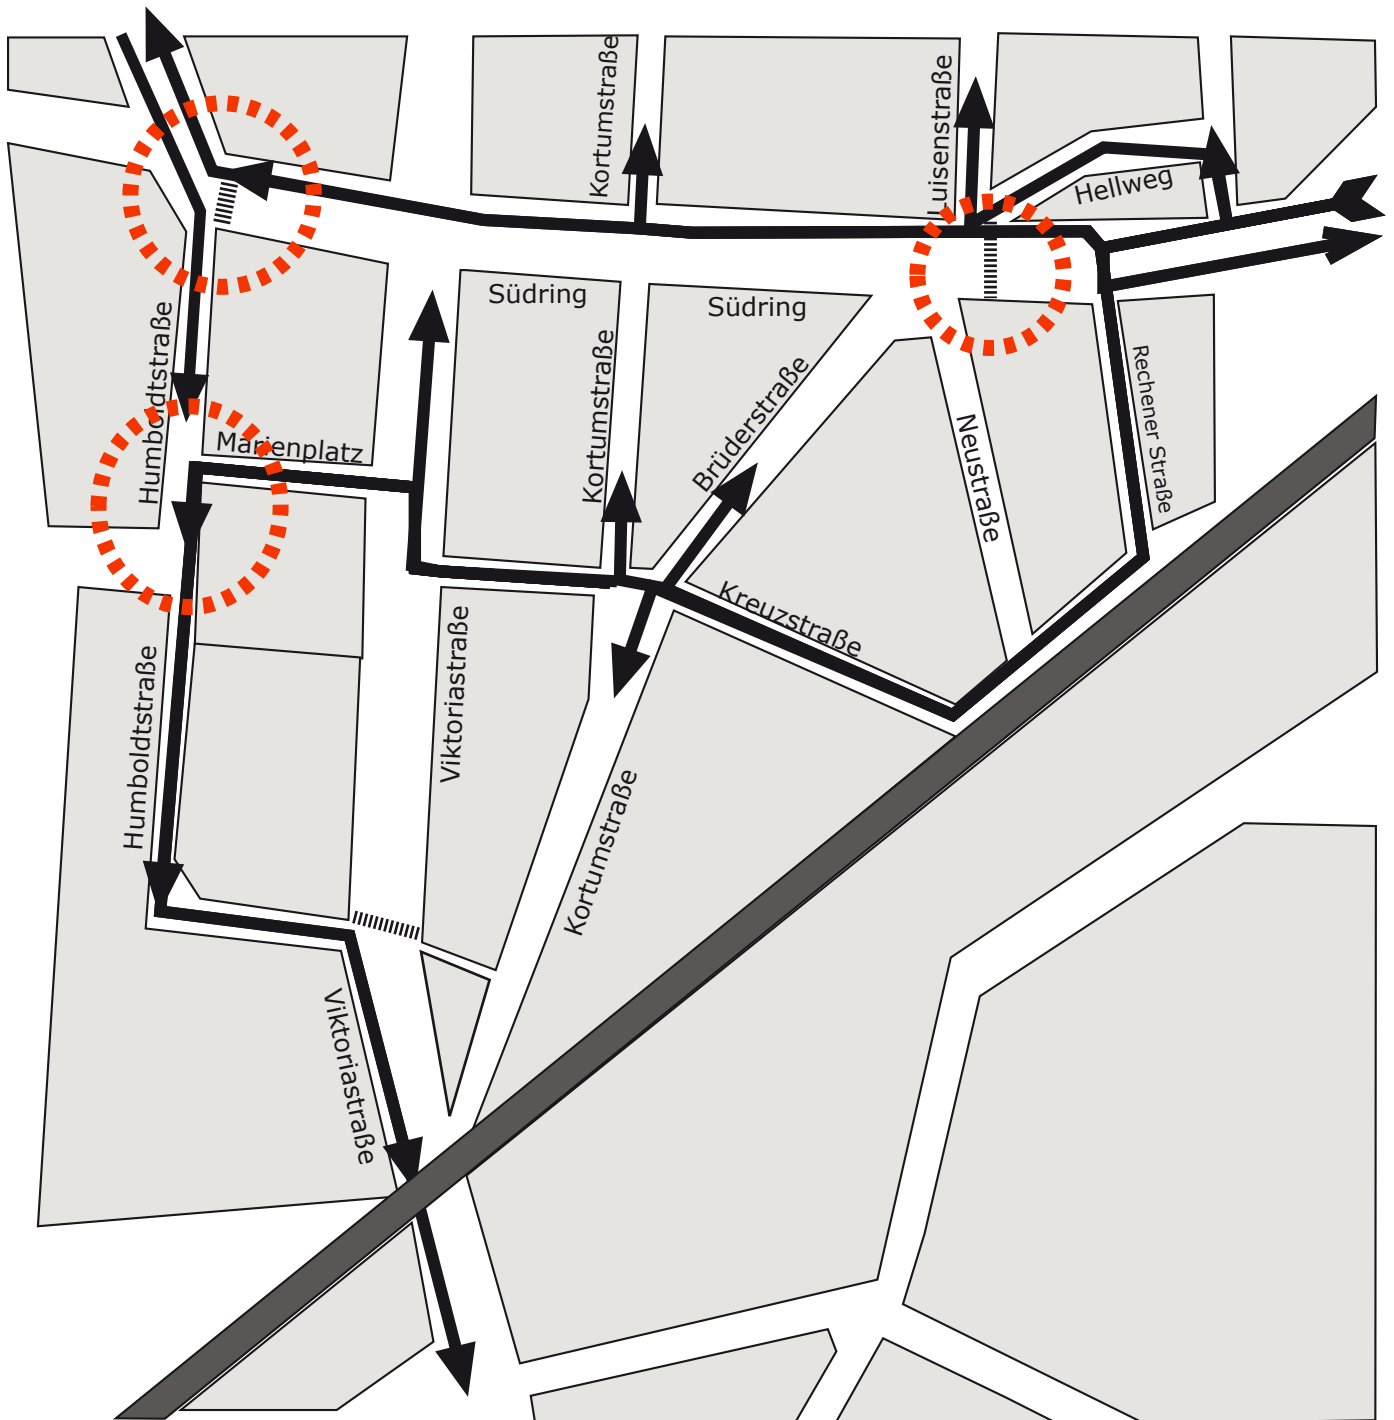 Kortumstraße
Luisenstraße
Hellweg
Südring
Südring
Humboldtstraße
Marienplatz
Kortumstraße
Brüderstraße
Neustraße
Rechener Straße
Kreuzstraße
Humboldtstraße
Viktoriastraße
Kortumstraße
Viktoriastraße